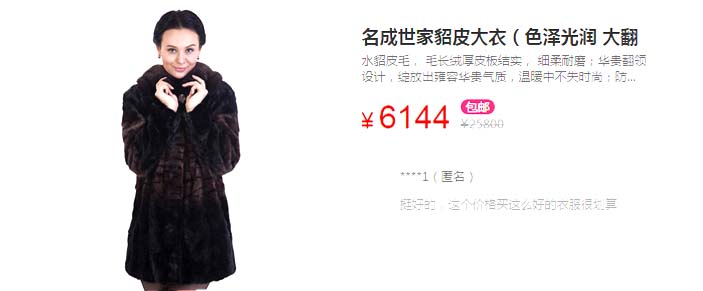 名成世家貂皮大衣（色泽光润 大翻
水貂皮毛， 毛长绒厚皮板结实， 细柔耐磨；华贵翻领
设计，绽放出雍容华贵气质，温暖中不失时尚；防...
¥6144 包邮
¥25800
****1（匿名）
挺好的，这个价格买这么好的衣服很划算